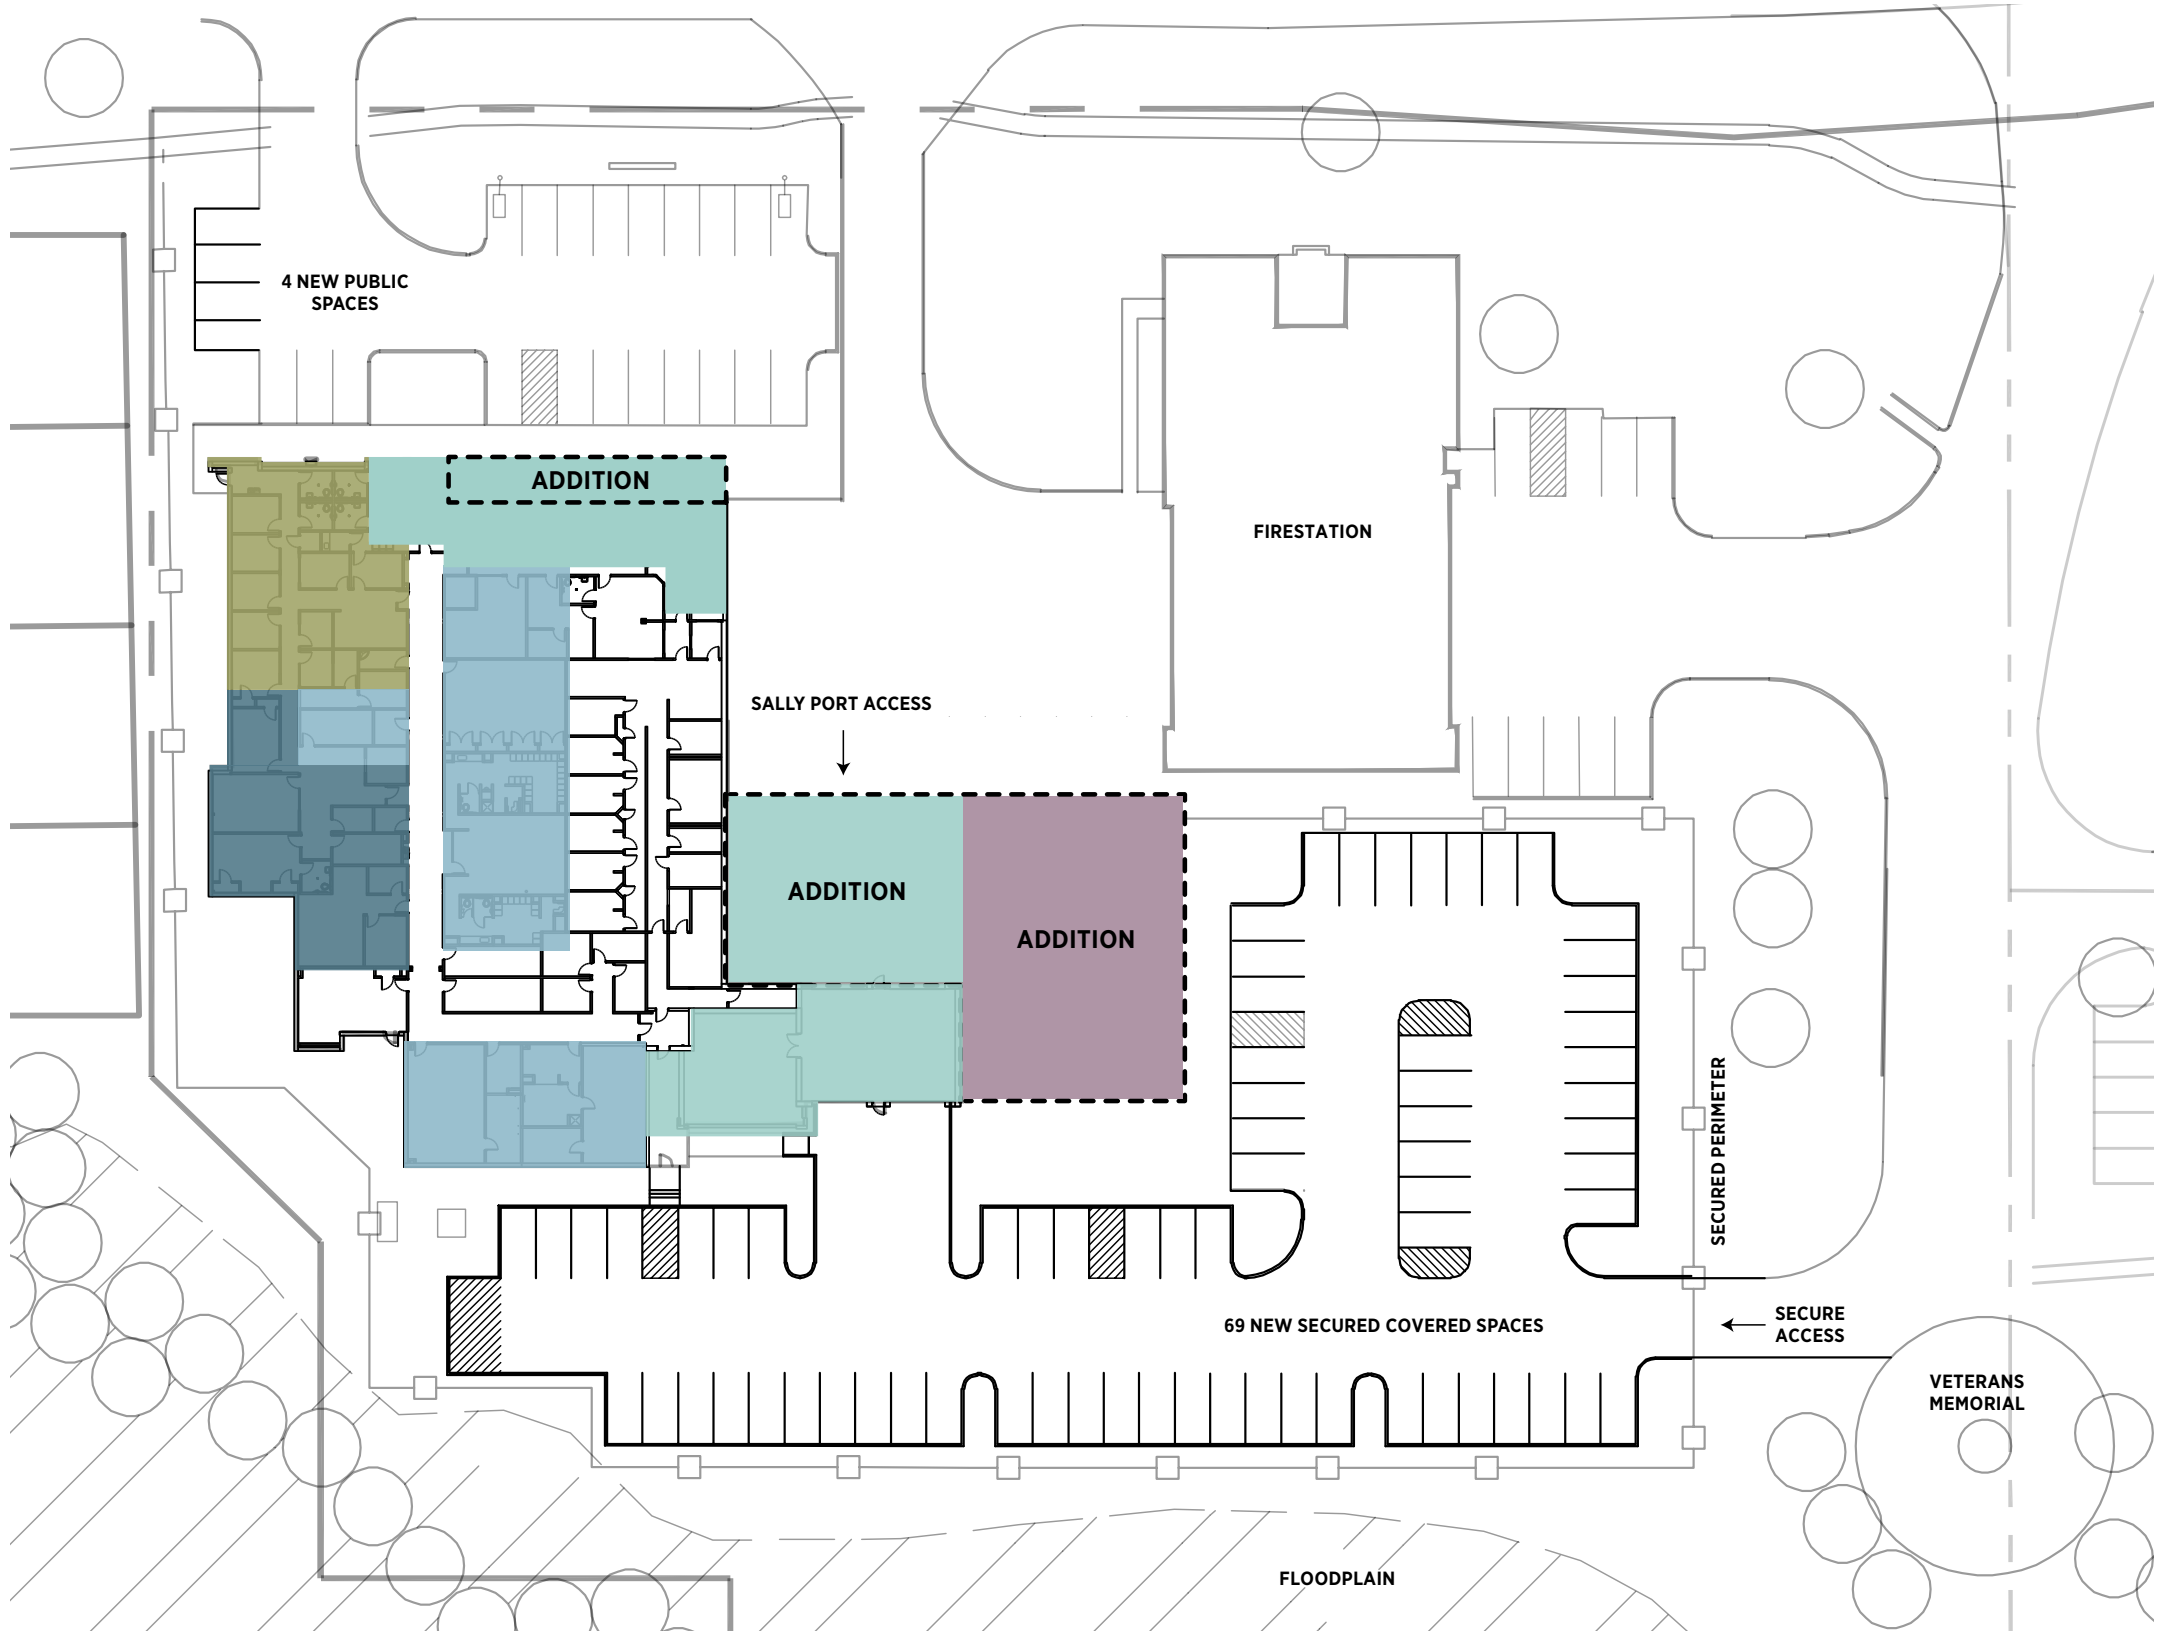 4 NEW PUBLIC
SPACES
ADDITION
FIRESTATION
SALLY PORT ACCESS
ADDITION
ADDITION
SECURED PERIMETER
69 NEW SECURED COVERED SPACES
SECURE
ACCESS
VETERANS
MEMORIAL
FLOODPLAIN